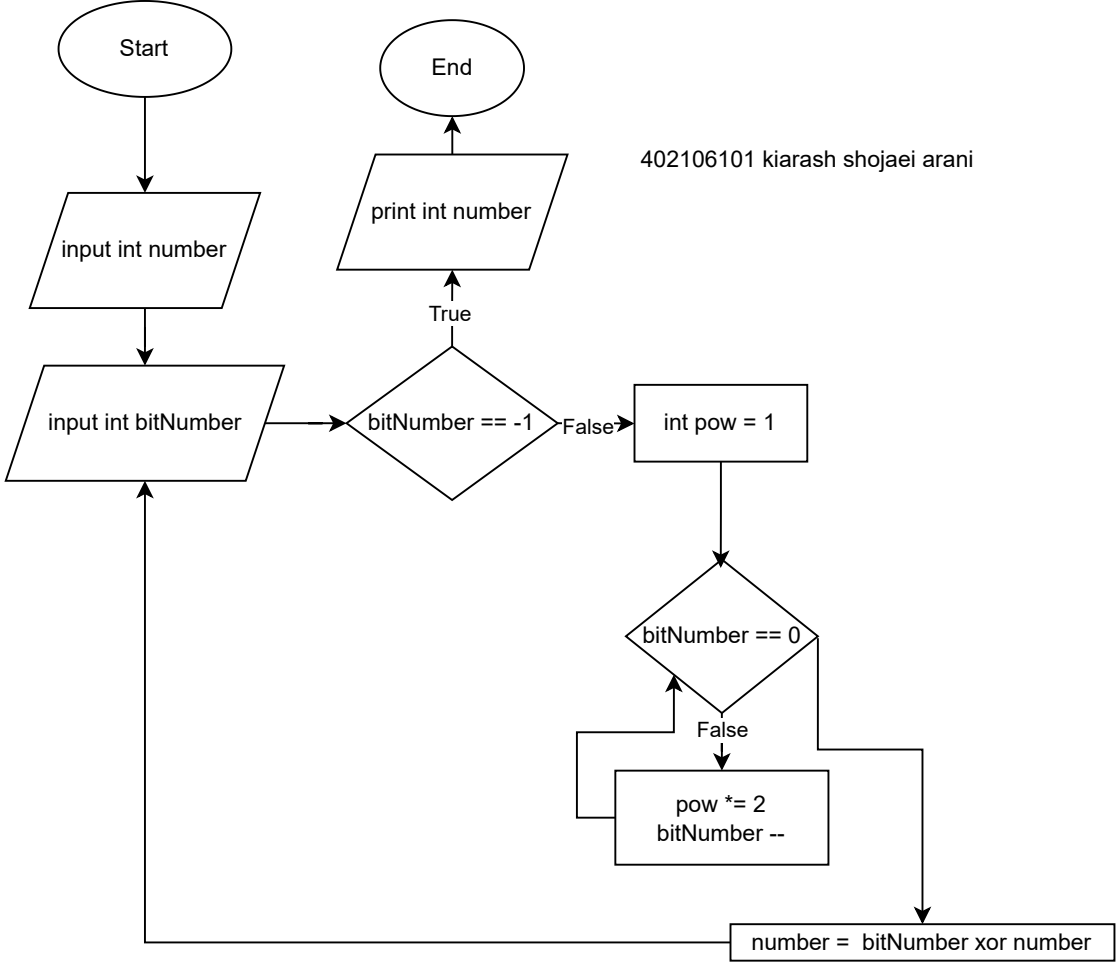 Start
End
402106101 kiarash shojaei arani
input int number
print int number
True
input int bitNumber
bitNumber == -1
False
int pow = 1
bitNumber == 0
False
pow *= 2
bitNumber --
number =  bitNumber xor number